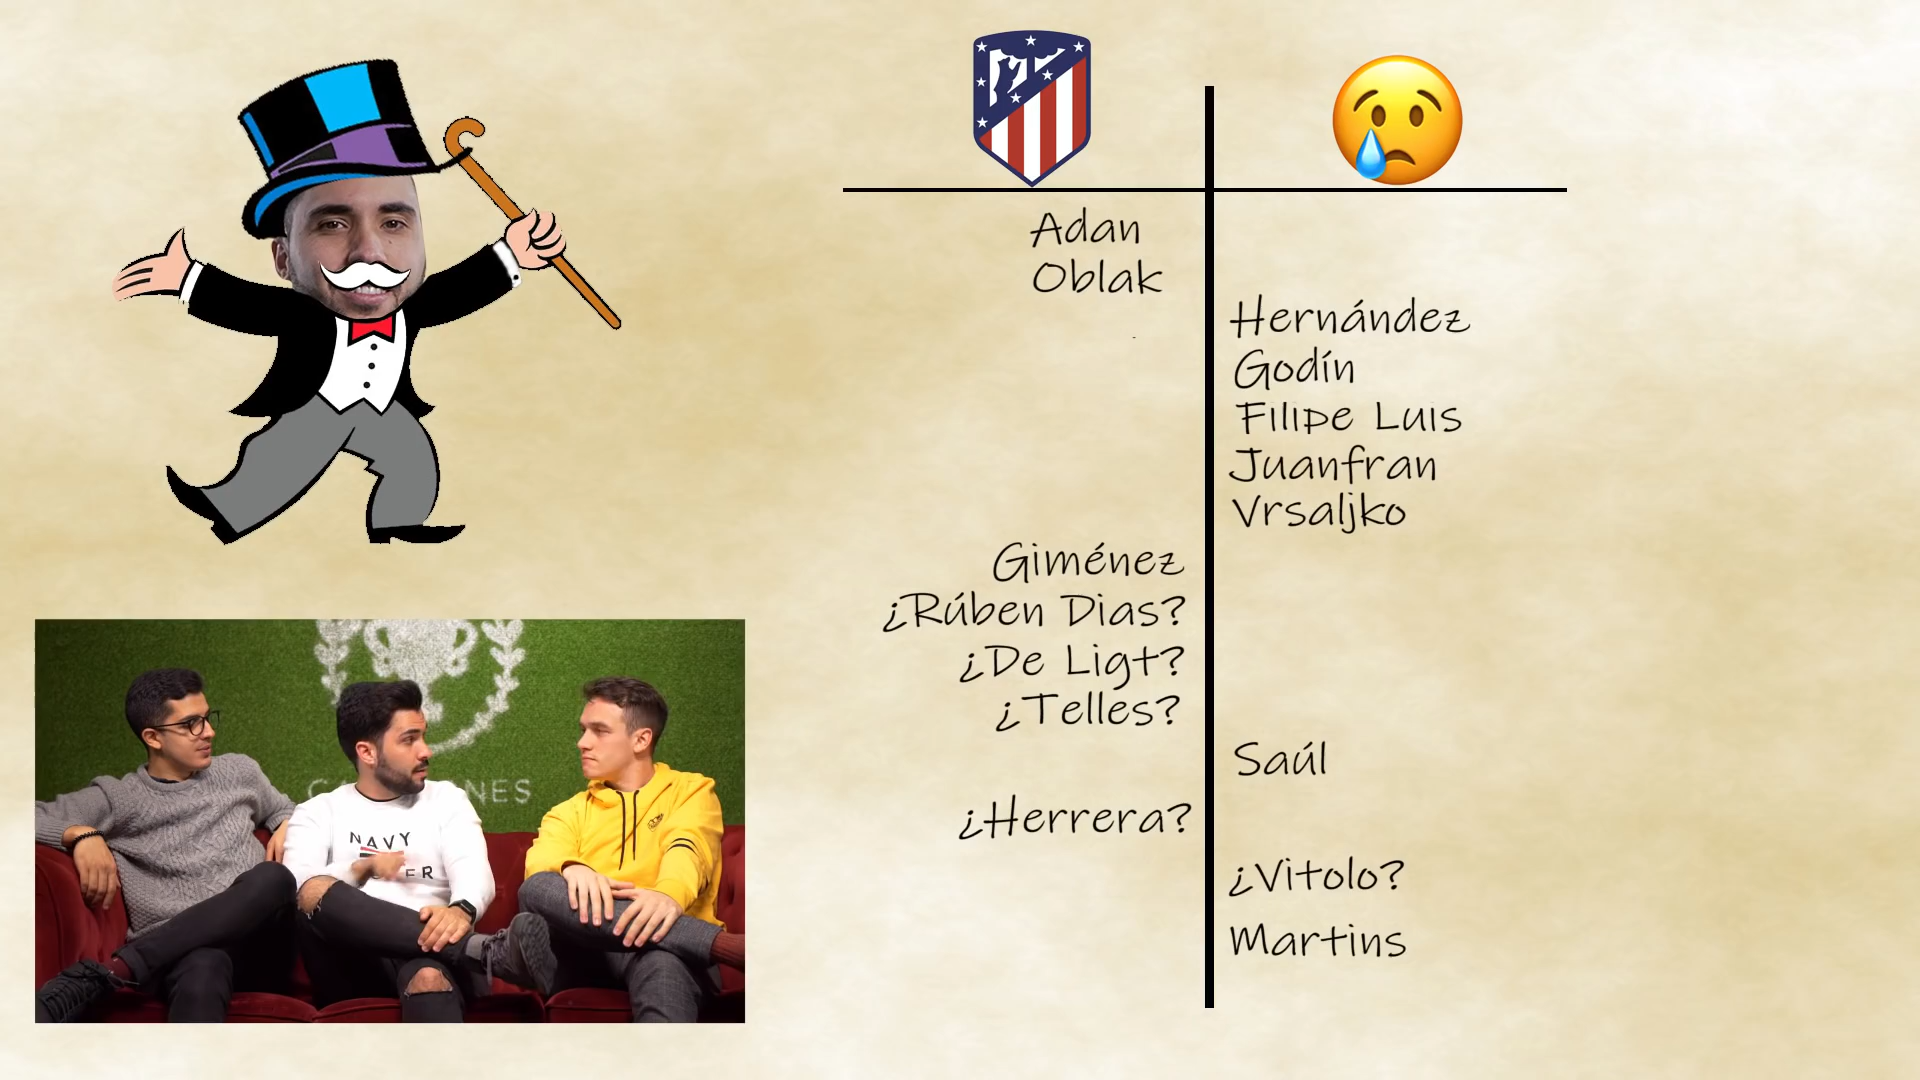 Adan
Oblak
Hernández
Godín
Filipe Luis
Juanfran
Vrsaljko
Giménez
¿Rúben Dias?
¿De Ligt?
¿Telles?
Saúl
¿Herrera?
¿Vitolo?
Martins
NAVY